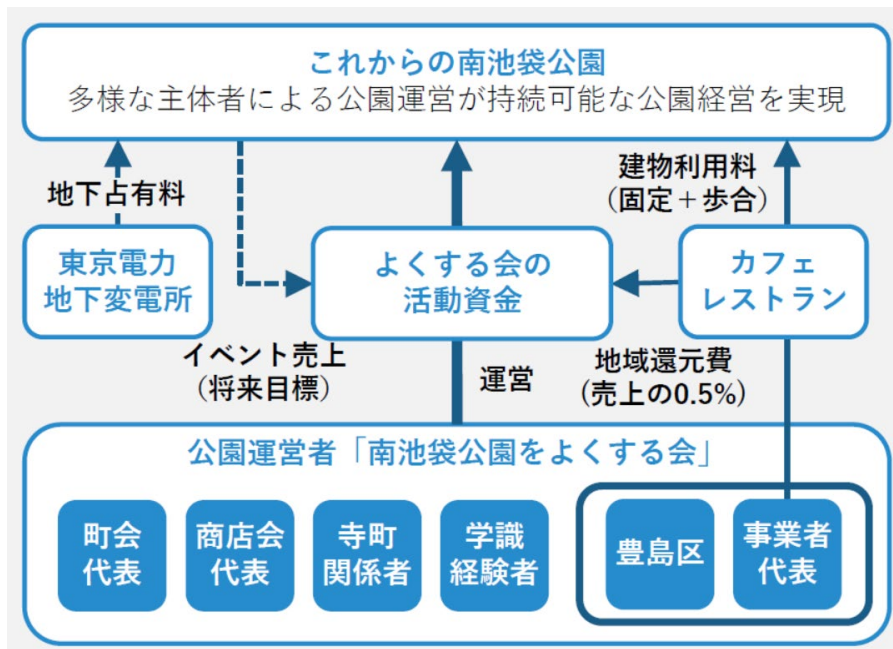 これからの南池袋公園
多様な主体者による公園運営が持続可能な公園経営を実現
地下占有料
建物利用料
（固定＋歩合）
東京電力
地下変電所
よくする会の
活動資金
カフェ
レストラン
イベント売上
（将来目標）
運営
地域還元費
(売上の0.5%)
公園運営者「南池袋公園をよくする会」
町会
代表
商店会
代表
寺町
関係者
学識
経験者
豊島区
事業者
代表